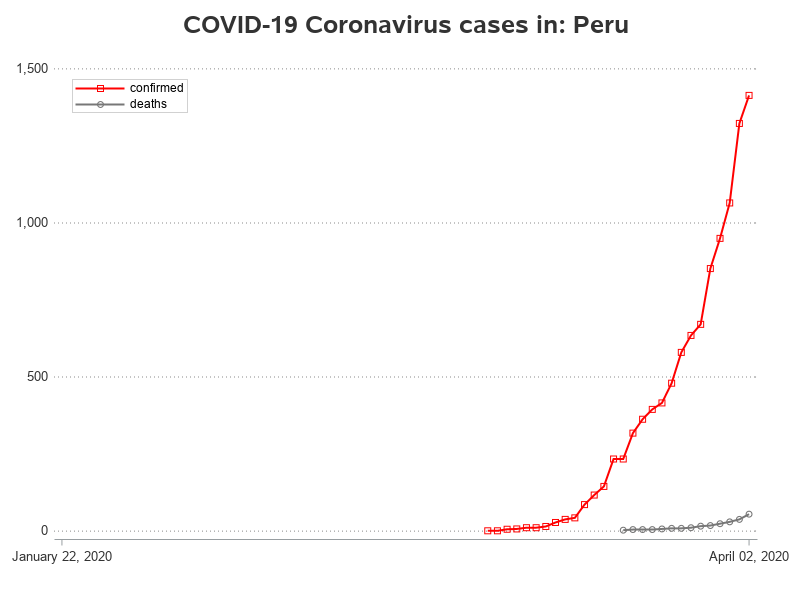 COVID-19 Coronavirus cases in: Peru
1,500
confirmed
deaths
1,000
500
0
January 22, 2020
April 02, 2020